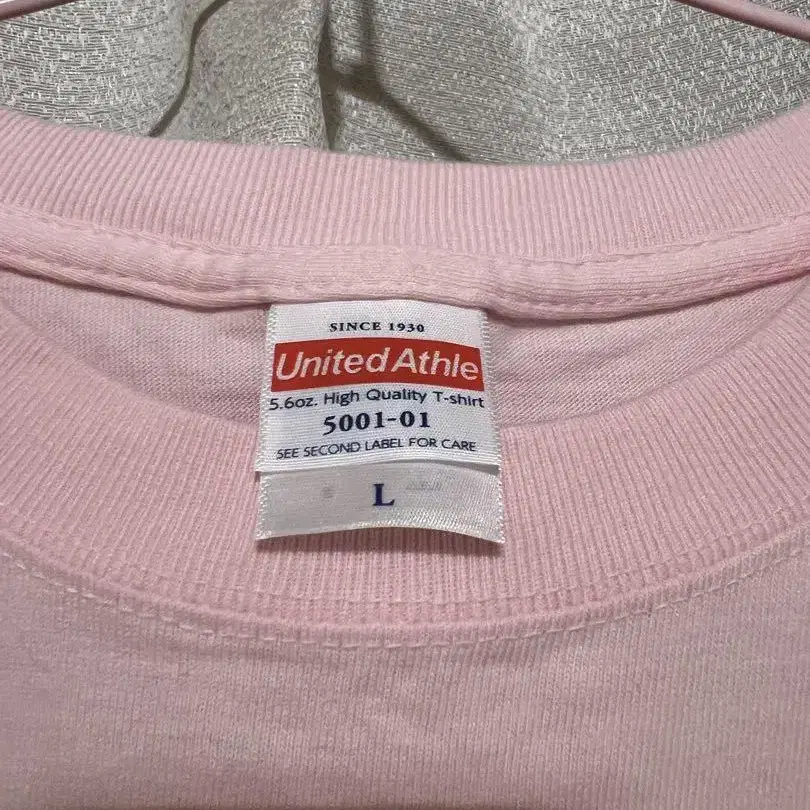 SINCE 1930
United Athle
5.6oz. High Quality T-shirt
5001-01
SEE SECOND LABEL FOR CARE
L